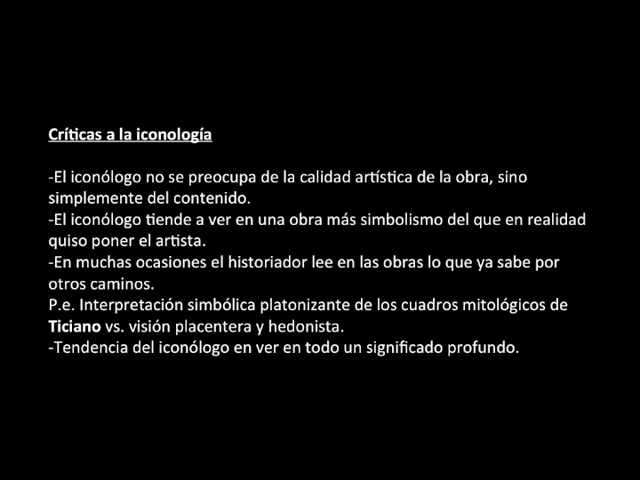 Críticas a la iconología
-El iconólogo no se preocupa de la calidad artística de la obra, sino
simplemente del contenido.
-El iconólogo tiende a ver en una obra más simbolismo del que en realidad
quiso poner el artista.
-En muchas ocasiones el historiador lee en las obras lo que ya sabe por
otros caminos.
P.e. Interpretación simbólica platonizante de los cuadros mitológicos de
Ticiano vs. visión placentera y hedonista.
-Tendencia del iconólogo en ver en todo un significado profundo.